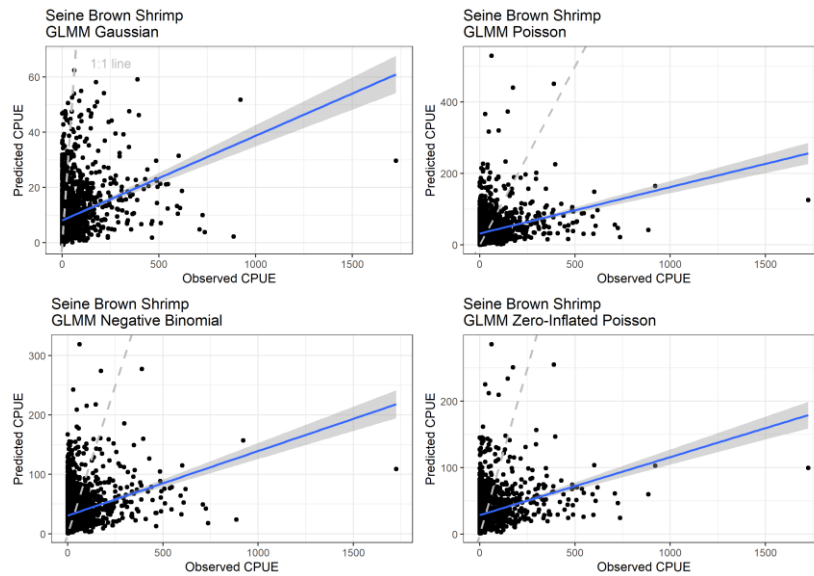 Seine Brown Shrimp
GLMM Gaussian
1:1 line
60
40
20
0
Predicted CPUE
0
500
1000
1500
Observed CPUE
Seine Brown Shrimp
GLMM Poisson
400
200
0
Predicted CPUE
0
500
1000
1500
Observed CPUE
Seine Brown Shrimp
GLMM Negative Binomial
300
200
100
0
Predicted CPUE
0
500
1000
1500
Observed CPUE
Seine Brown Shrimp
GLMM Zero-Inflated Poisson
200
100
0
Predicted CPUE
0
500
1000
1500
Observed CPUE